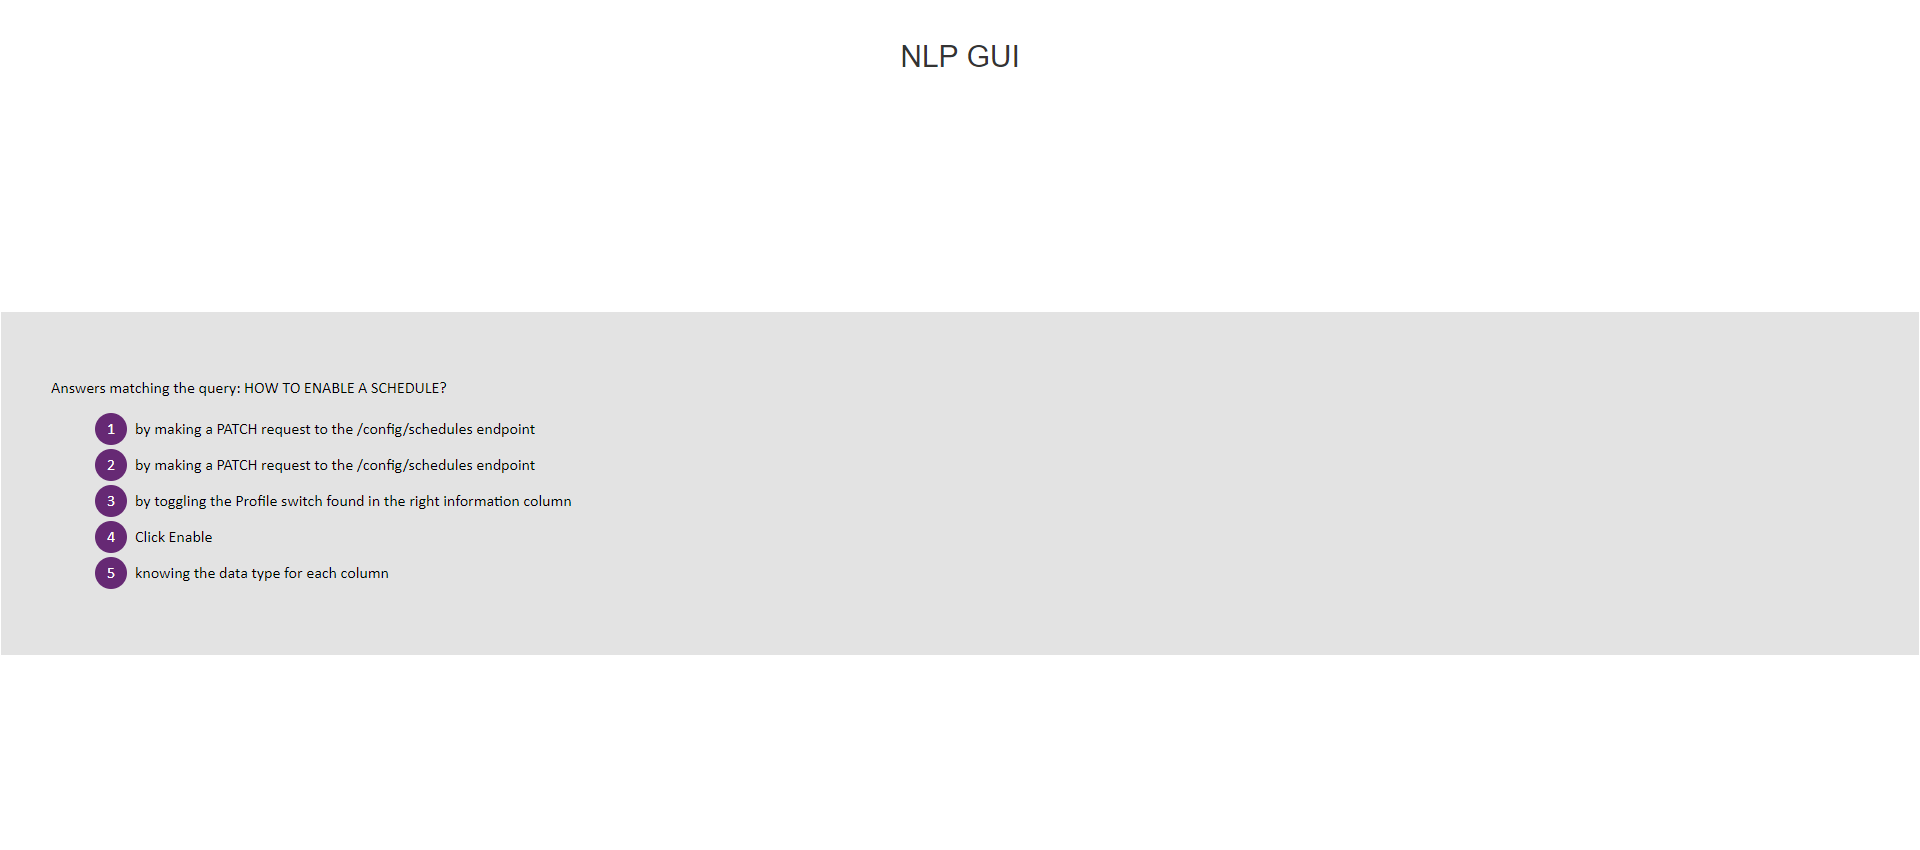 NLP GUI
Answers matching the query: HOW TO ENABLE A SCHEDULE?
1 by making a PATCH request to the /config/schedules endpoint
2 by making a PATCH request to the /config/schedules endpoint
3 by toggling the Profile switch found in the right information column
4 Click Enable
5 knowing the data type for each column